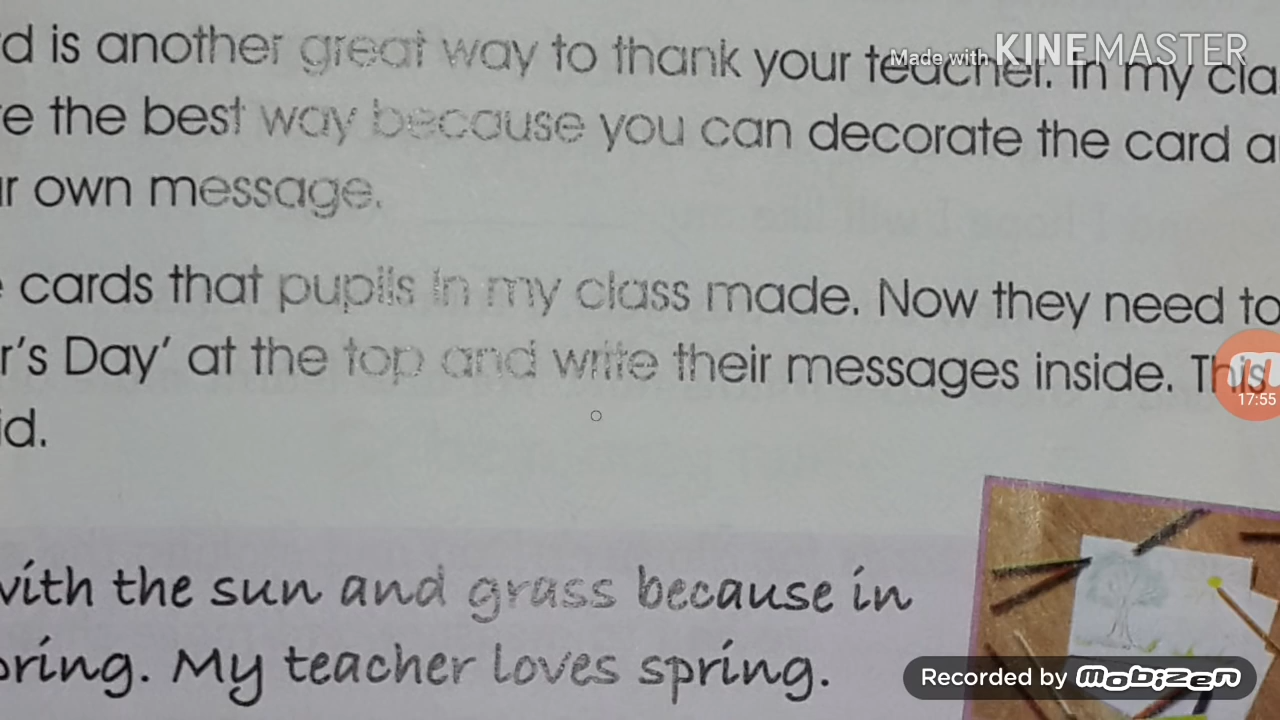 d is another great way to thank your teacher. In my cla
e the best way because you can decorate the card a
r own message.
cards that pupils in my class made. Now they need to
r's Day' at the top and write their messages inside. This
id.
with the sun and grass because in
pring. My teacher loves spring.
Made with KINEMASTER
17:55
Recorded by mobizen